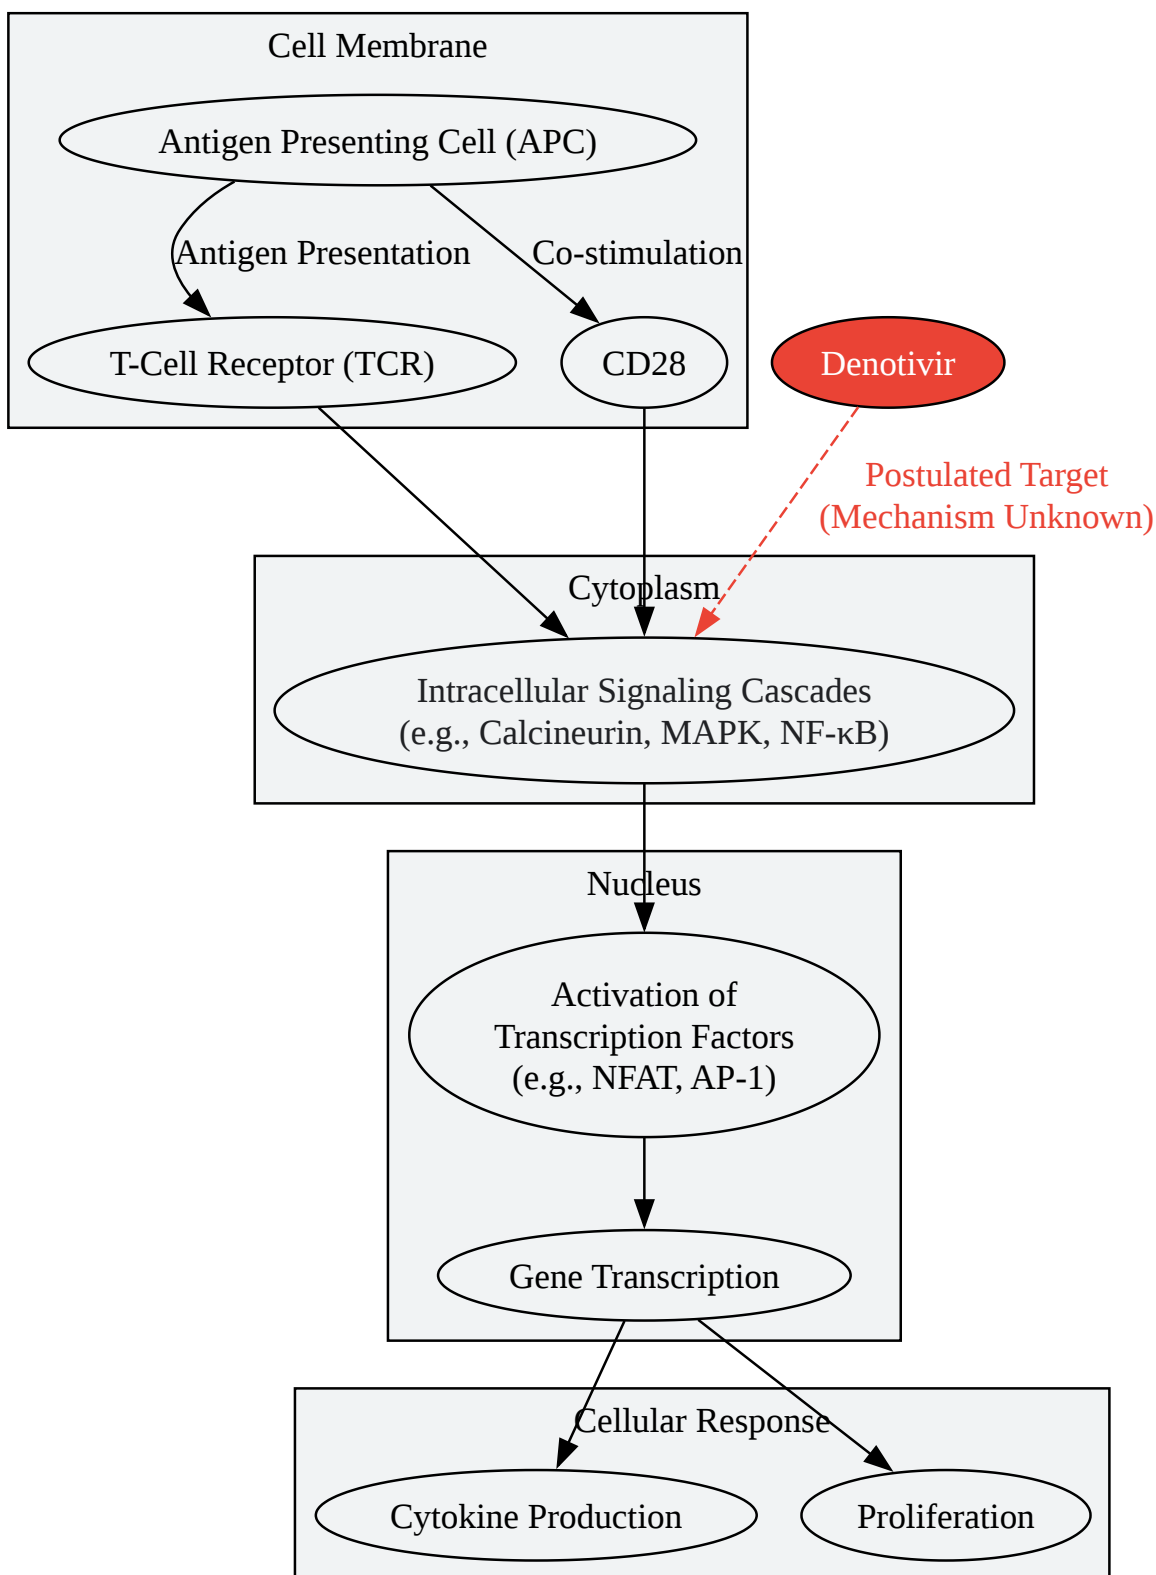 Cell Membrane
Antigen Presenting Cell (APC)
Antigen Presentation
Co-stimulation
T-Cell Receptor (TCR)
CD28
Denotivir
Postulated Target
(Mechanism Unknown)
Cytoplasm
Intracellular Signaling Cascades
(e.g., Calcineurin, MAPK, NF-κB)
Nucleus
Activation of
Transcription Factors
(e.g., NFAT, AP-1)
Gene Transcription
Cellular Response
Cytokine Production
Proliferation